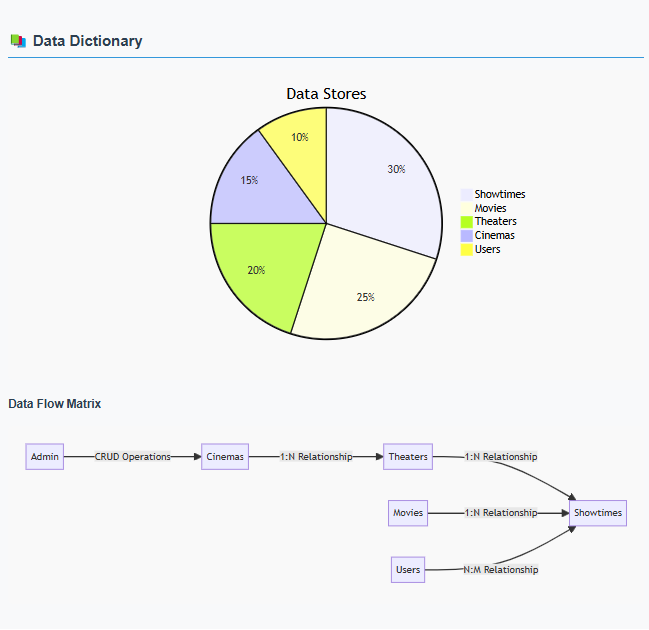 Data Dictionary
Data Stores
30%
25%
20%
15%
10%
Showtimes
Movies
Theaters
Cinemas
Users
Data Flow Matrix
Admin
CRUD Operations
Cinemas
1:N Relationship
Theaters
1:N Relationship
Movies
1:N Relationship
Showtimes
Users
N:M Relationship